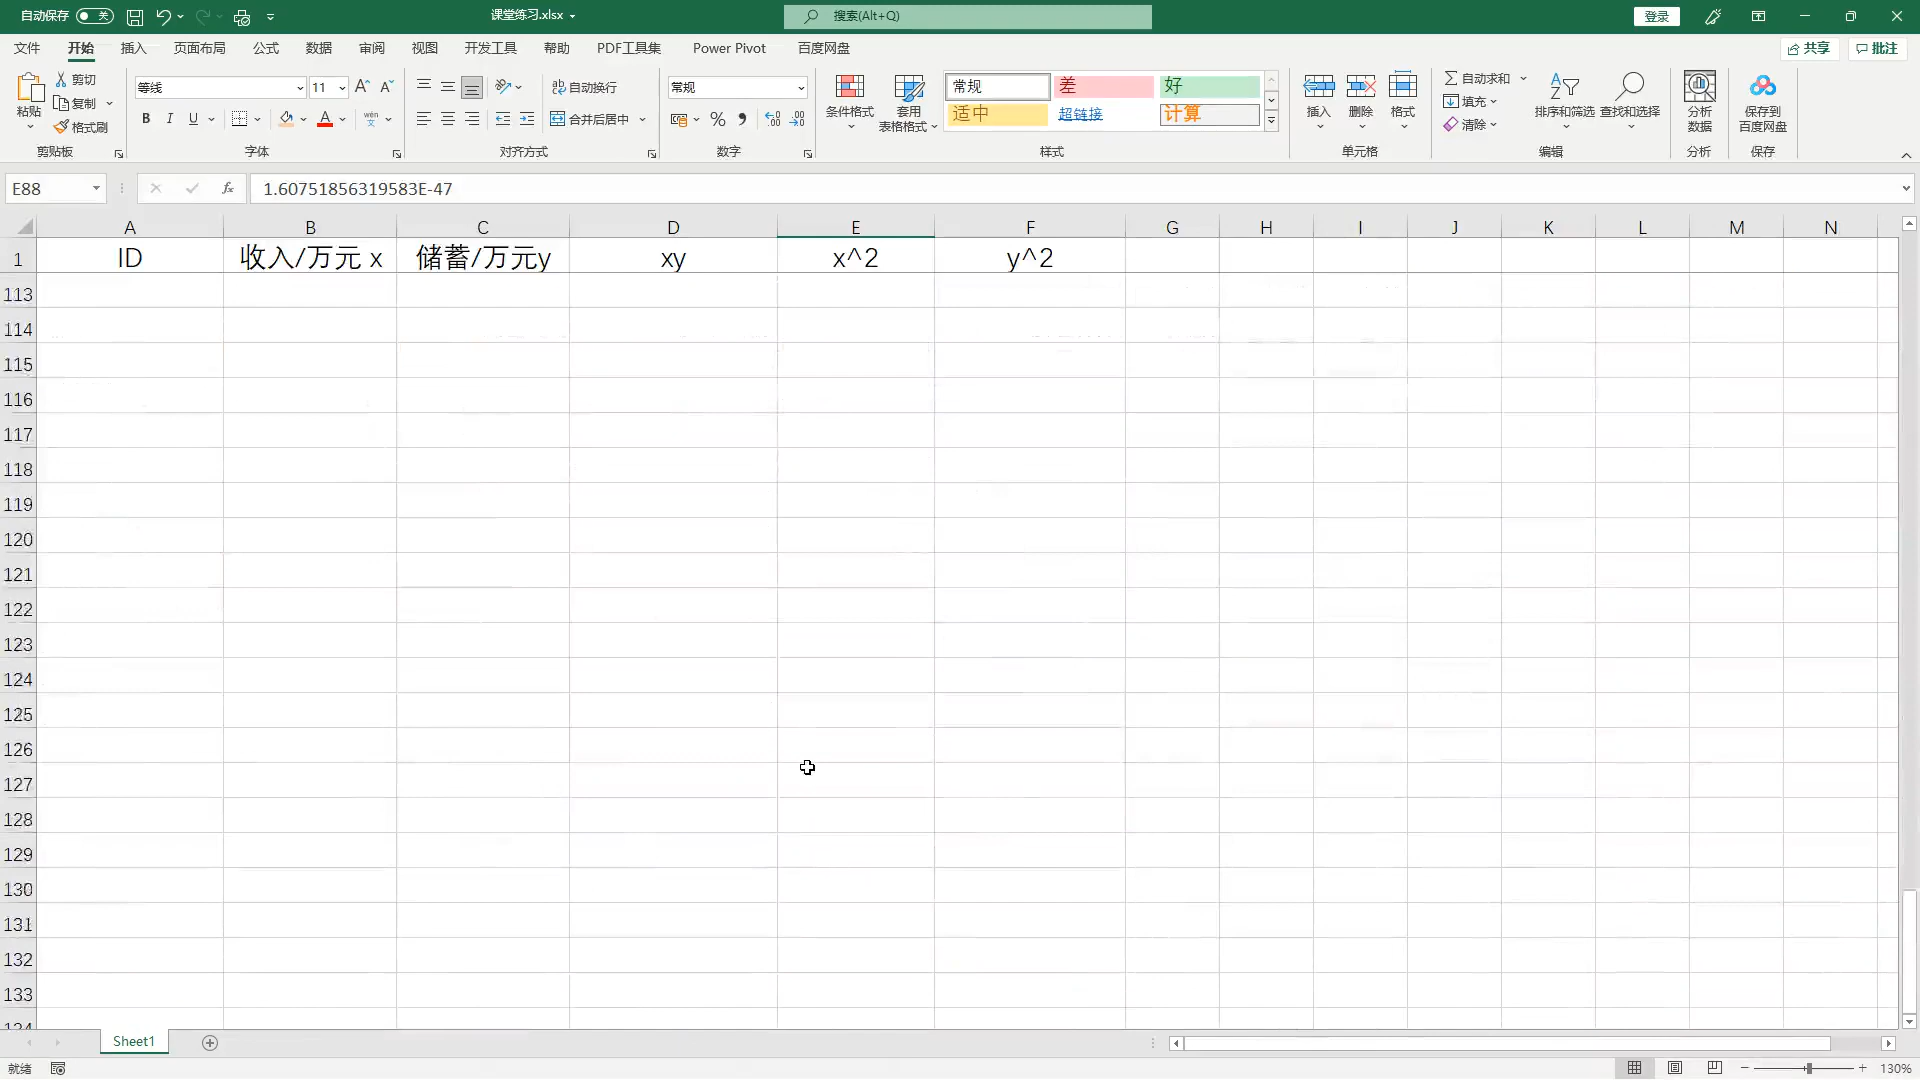 自动保存 关 课堂练习.xlsx 搜索(Alt+Q) 登录
文件 开始 插入 页面布局 公式 数据 审阅 视图 开发工具 帮助 PDF工具集 Power Pivot 百度网盘 共享 批注
粘贴 剪切 复制 格式刷
剪贴板
等线 11
B I U wén 文
字体
自动换行
合并后居中
对齐方式
常规
数字
条件格式 套用 表格格式
常规 差 好
适中 超链接 计算
样式
插入 删除 格式
单元格
自动求和
填充
清除
排序和筛选 查找和选择
编辑
分析 数据
分析
保存到 百度网盘
保存
E88 fx 1.60751856319583E-47
A B C D E F G H I J K L M N
1 ID 收入/万元 x 储蓄/万元y xy x^2 y^2
113
114
115
116
117
118
119
120
121
122
123
124
125
126
127
128
129
130
131
132
133
134
Sheet1
就绪 130%